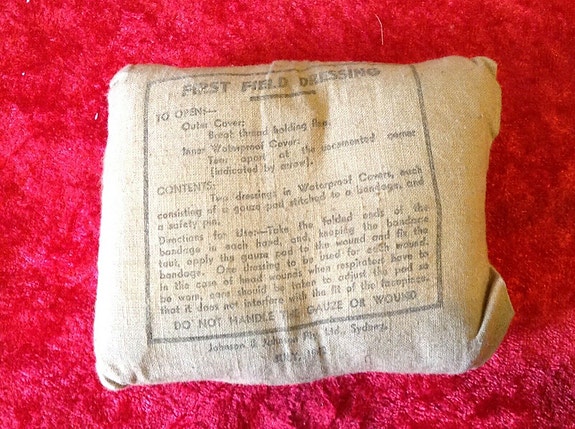 FIRST FIELD DRESSING
TO OPEN:—
Outer Cover:
Break thread holding flap.
Inner Waterproof Cover:
Tear apart at the uncemented corner
(indicated by arrow).
CONTENTS:
Two dressings in Waterproof Covers, each
consisting of a gauze pad stitched to a bandage, and
a safety pin.
Directions for Use:—Take the folded ends of the
bandage in each hand, and, keeping the bandage
taut, apply the gauze pad to the wound and fix the
bandage. One dressing to be used for each wound.
In the case of head wounds when respirators have to
be worn, care should be taken to adjust the pad so
that it does not interfere with the fit of the facepiece.
DO NOT HANDLE THE GAUZE OR WOUND
Johnson & Johnson Pty. Ltd., Sydney.